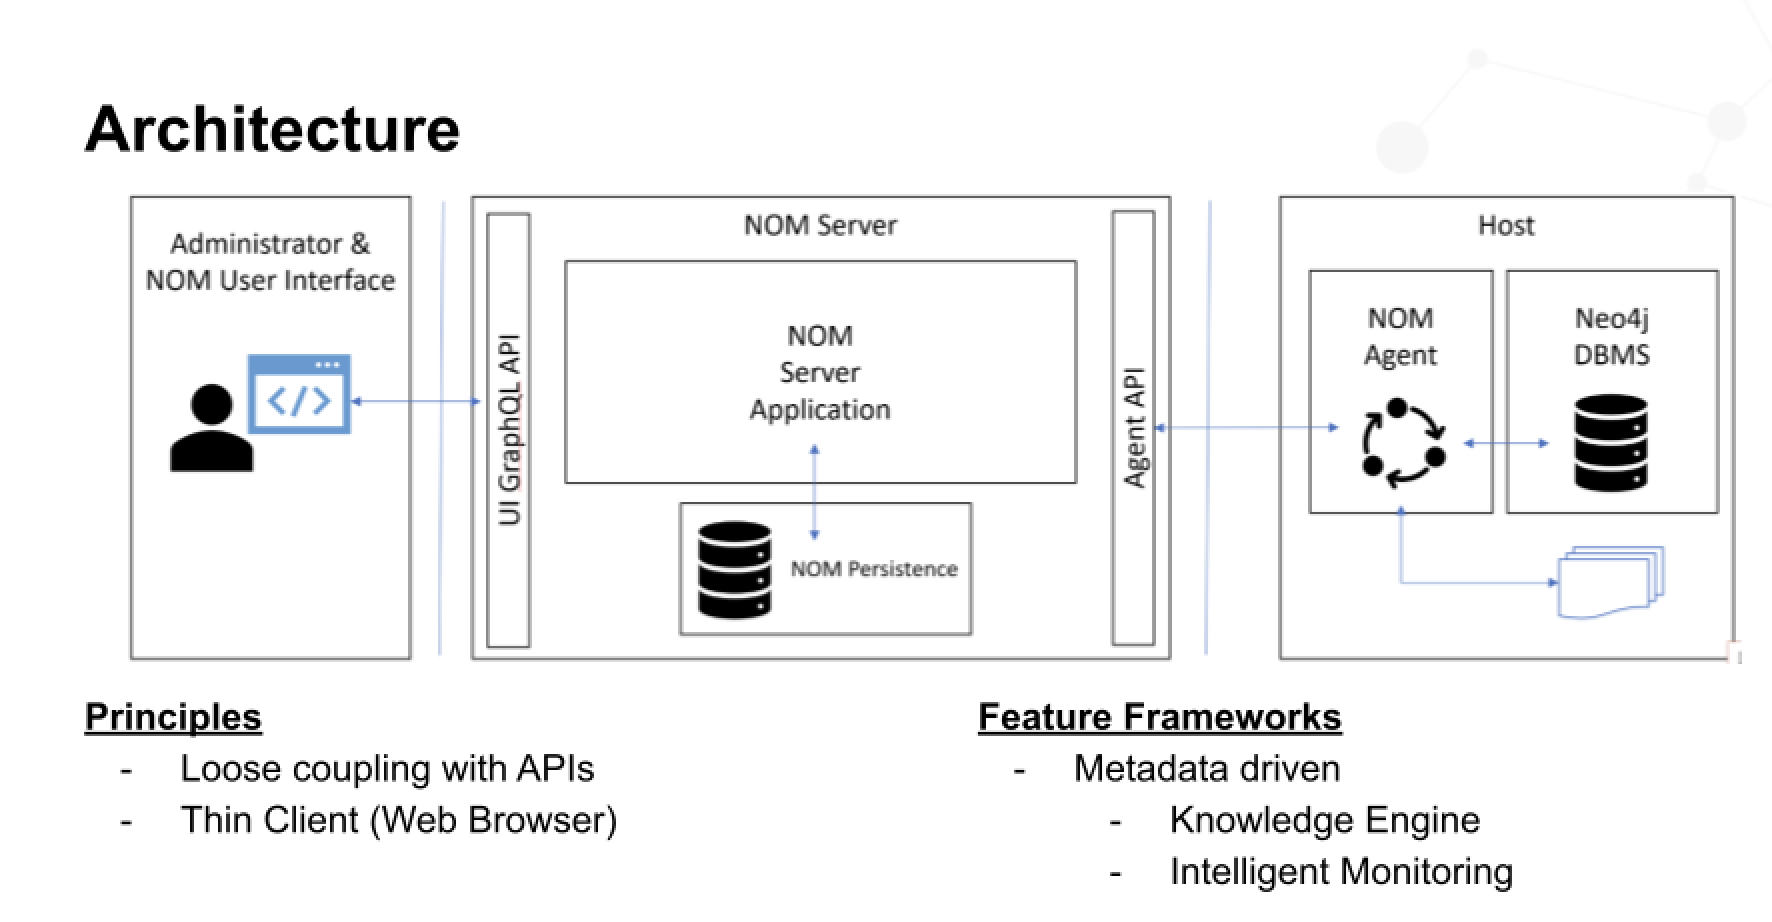 Architecture
Administrator &
NOM User Interface
UI GraphQL API
NOM Server
NOM
Server
Application
NOM Persistence
Agent API
Host
NOM
Agent
Neo4j
DBMS
</>
Principles
- Loose coupling with APIs
- Thin Client (Web Browser)
Feature Frameworks
- Metadata driven
- Knowledge Engine
- Intelligent Monitoring